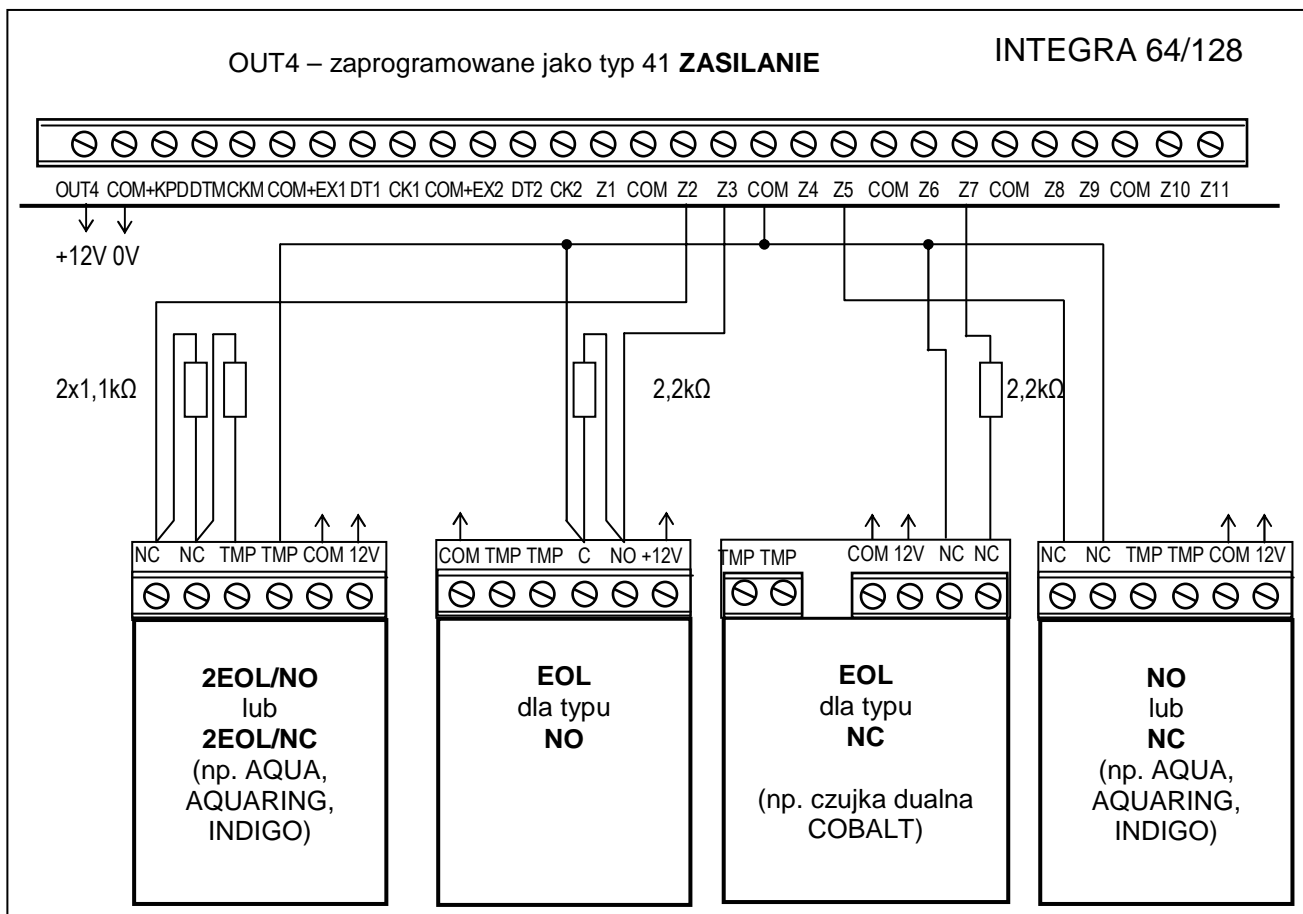 OUT4 – zaprogramowane jako typ 41 ZASILANIE
INTEGRA 64/128
OUT4 COM+KPD DTM CKM COM+EX1 DT1 CK1 COM+EX2 DT2 CK2 Z1 COM Z2 Z3 COM Z4 Z5 COM Z6 Z7 COM Z8 Z9 COM Z10 Z11
+12V 0V
2x1,1kΩ
2,2kΩ
2,2kΩ
NC NC TMP TMP COM 12V
COM TMP TMP C NO +12V
TMP TMP COM 12V NC NC
NC NC TMP TMP COM 12V
2EOL/NO
lub
2EOL/NC
(np. AQUA,
AQUARING,
INDIGO)
EOL
dla typu
NO
EOL
dla typu
NC
(np. czujka dualna
COBALT)
NO
lub
NC
(np. AQUA,
AQUARING,
INDIGO)